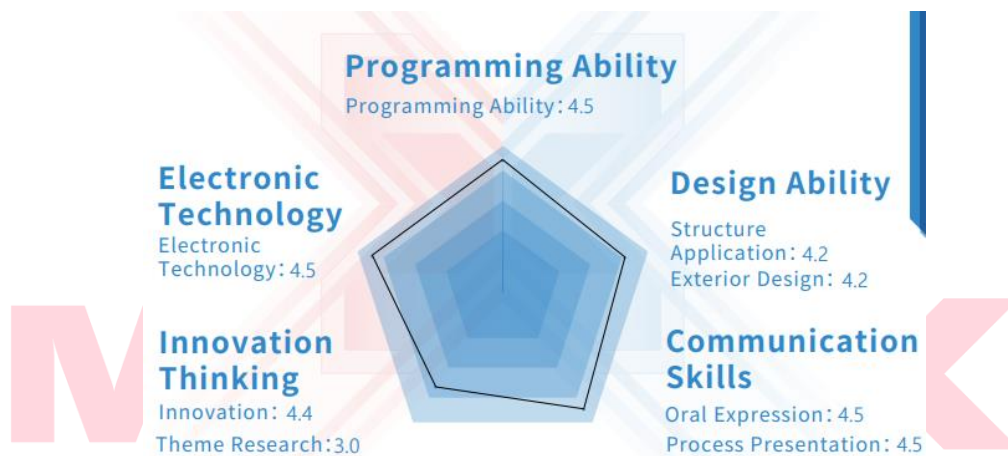 Programming Ability
Programming Ability: 4.5
Electronic
Technology
Electronic
Technology: 4.5
Design Ability
Structure
Application: 4.2
Exterior Design: 4.2
Innovation
Thinking
Innovation: 4.4
Theme Research:3.0
Communication
Skills
Oral Expression: 4.5
Process Presentation: 4.5
M
K